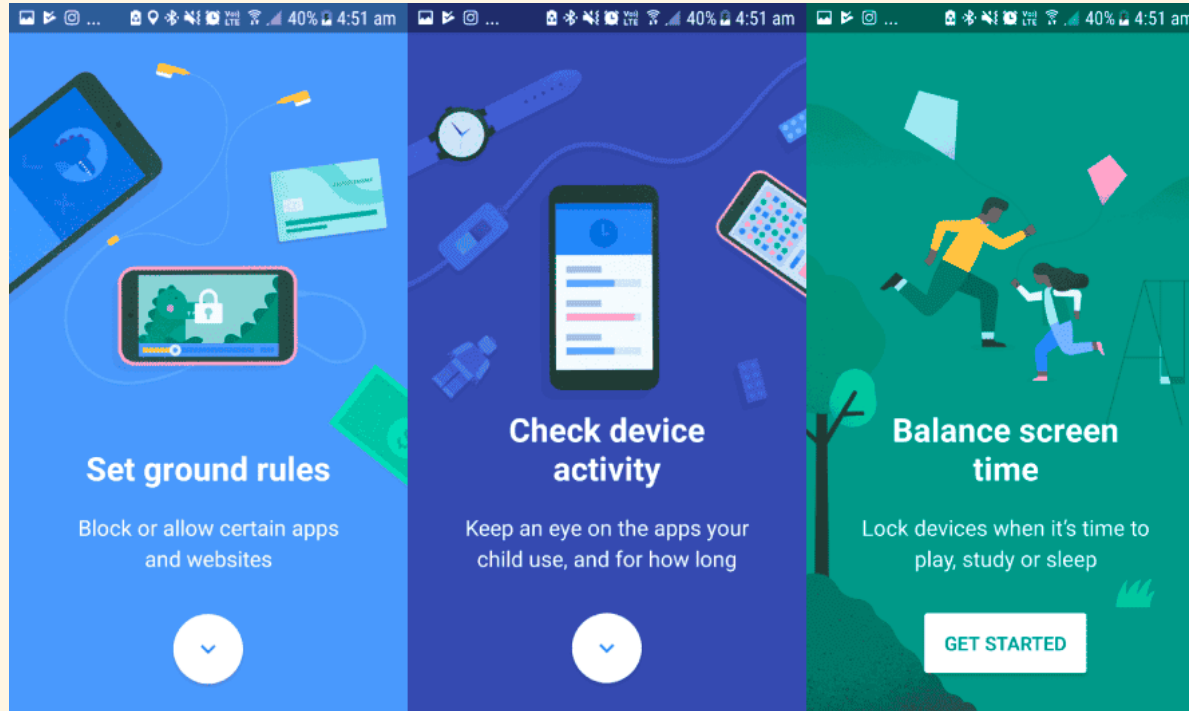 ... 40% 4:51 am
Set ground rules
Block or allow certain apps
and websites
... 40% 4:51 am
Check device
activity
Keep an eye on the apps your
child use, and for how long
... 40% 4:51 am
Balance screen
time
Lock devices when it's time to
play, study or sleep
GET STARTED